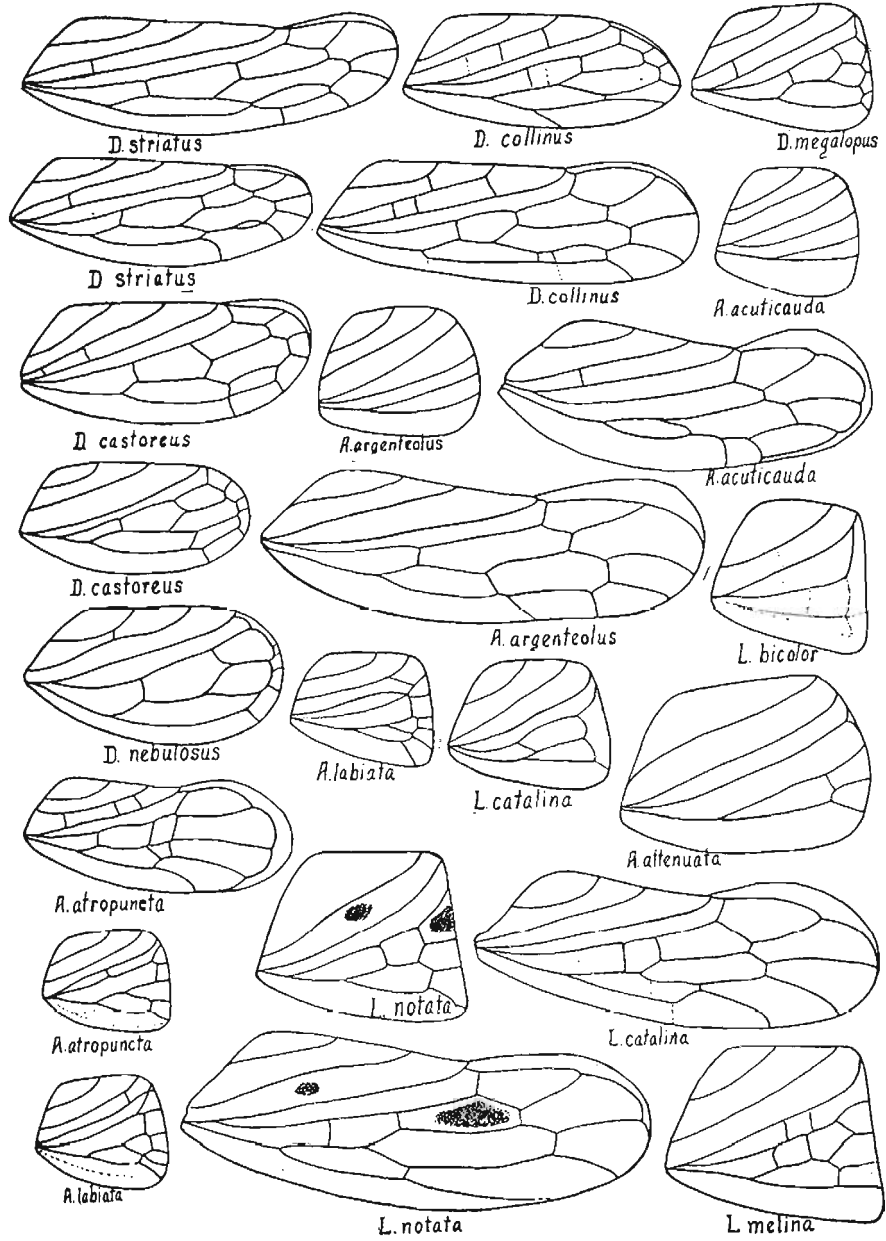 D. striatus
D. collinus
D. megalopus
D striatus
D. collinus
A. acuticauda
D castoreus
A. argenteolus
A. acuticauda
D. castoreus
A. argenteolus
L. bicolor
D. nebulosus
A. labiata
L. catalina
A. attenuata
A. atropuncta
L. notata
A. atropuncta
L. catalina
A. labiata
L. notata
L melina